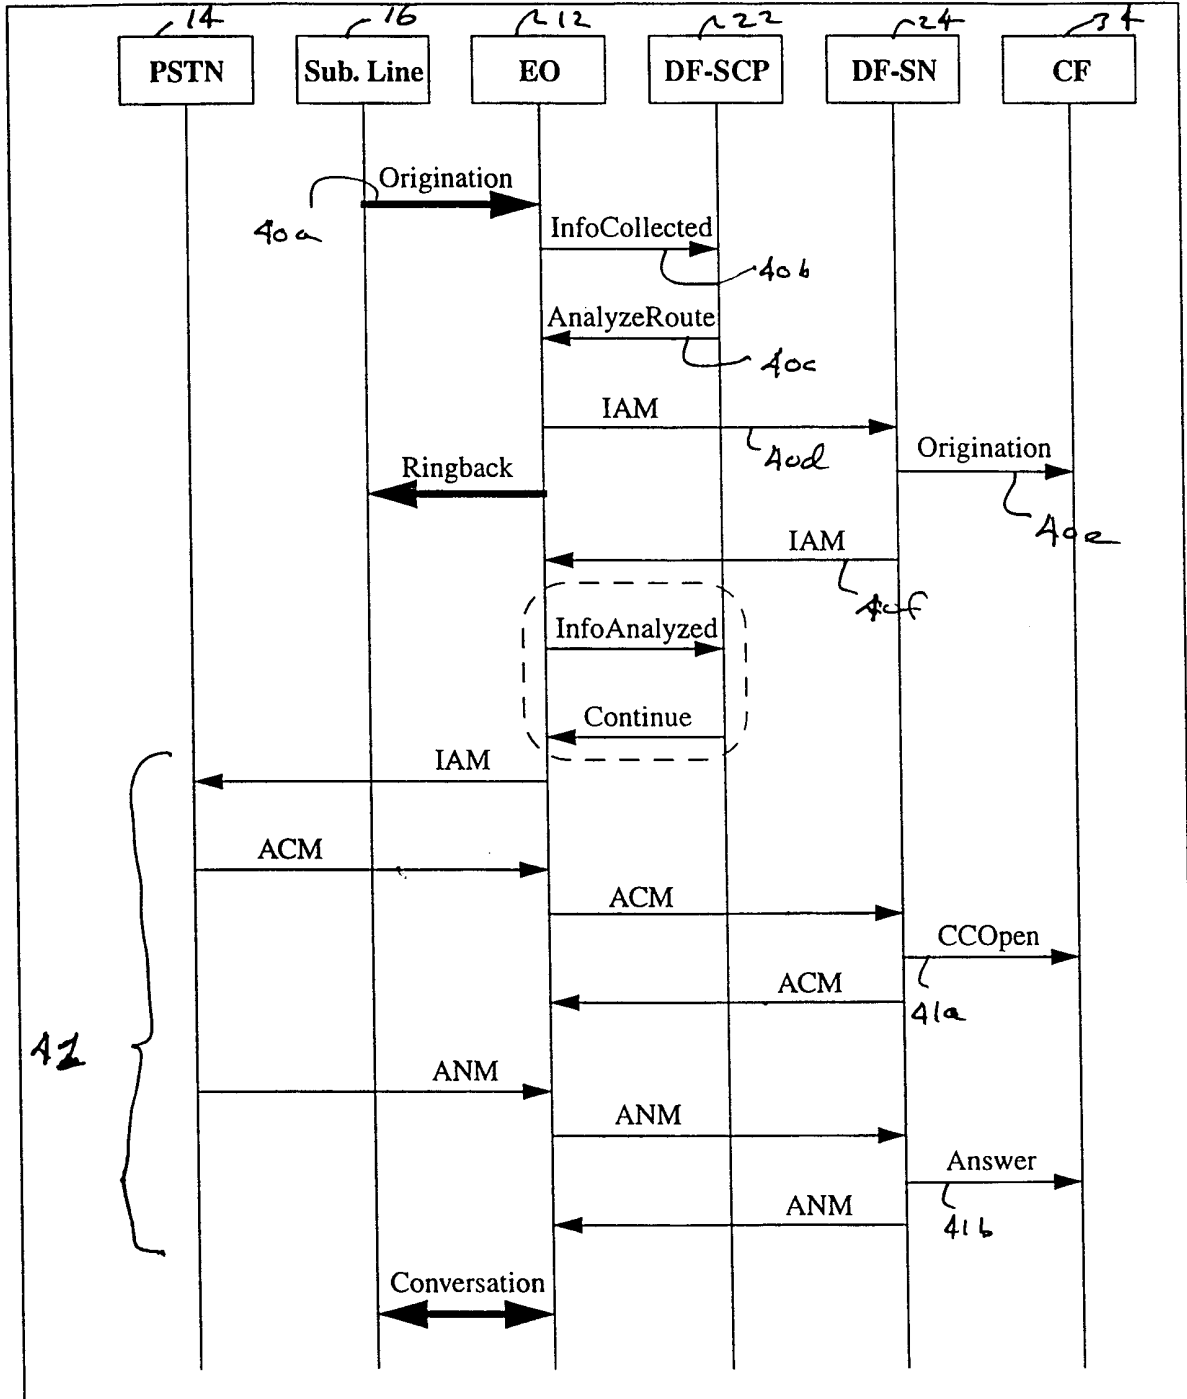 14 16 12 22 24 34
PSTN Sub. Line EO DF-SCP DF-SN CF
Origination
40a
InfoCollected
40b
AnalyzeRoute
40c
IAM
40d
Origination
40e
Ringback
IAM
40f
InfoAnalyzed
Continue
IAM
ACM
ACM
CCOpen
41a
ACM
41
ANM
ANM
Answer
41b
ANM
Conversation